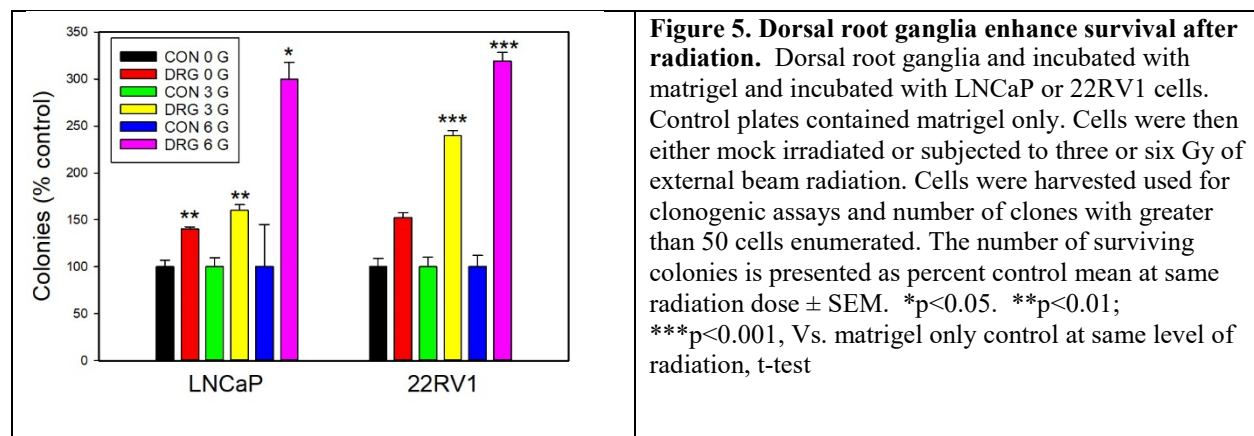 350
300
250
200
150
100
50
0
Colonies (% control)
CON 0 G
DRG 0 G
CON 3 G
DRG 3 G
CON 6 G
DRG 6 G
** ** * *** ***
LNCaP 22RV1
Figure 5. Dorsal root ganglia enhance survival after
radiation. Dorsal root ganglia and incubated with
matrigel and incubated with LNCaP or 22RV1 cells.
Control plates contained matrigel only. Cells were then
either mock irradiated or subjected to three or six Gy of
external beam radiation. Cells were harvested used for
clonogenic assays and number of clones with greater
than 50 cells enumerated. The number of surviving
colonies is presented as percent control mean at same
radiation dose ± SEM. *p<0.05. **p<0.01;
***p<0.001, Vs. matrigel only control at same level of
radiation, t-test